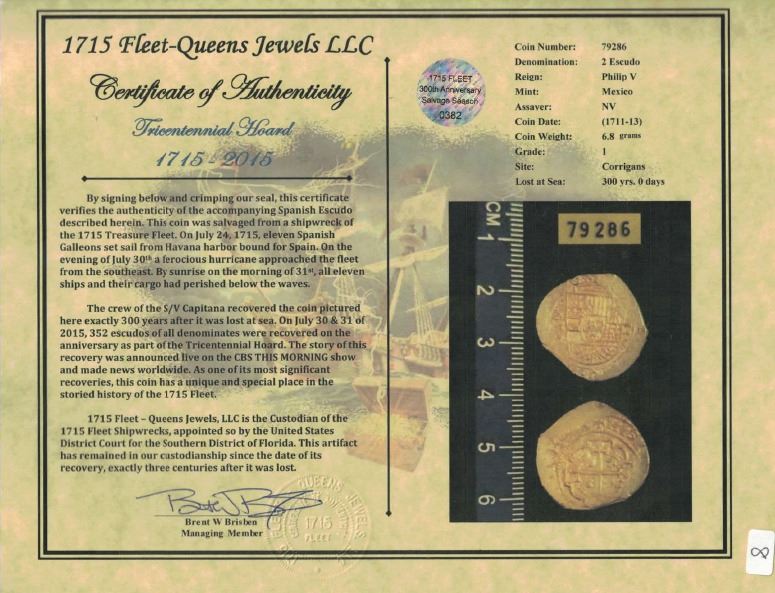 1715 Fleet-Queens Jewels LLC
Certificate of Authenticity
Tricentennial Hoard
1715 - 2015
By signing below and crimping our seal, this certificate
verifies the authenticity of the accompanying Spanish Escudo
described herein. This coin was salvaged from a shipwreck of
the 1715 Treasure Fleet. On July 24, 1715, eleven Spanish
Galleons set sail from Havana harbor bound for Spain. On the
evening of July 30th a ferocious hurricane approached the fleet
from the southeast. By sunrise on the morning of 31st, all eleven
ships and their cargo had perished below the waves.
The crew of the S/V Capitana recovered the coin pictured
here exactly 300 years after it was lost at sea. On July 30 & 31 of
2015, 352 escudos of all denominates were recovered on the
anniversary as part of the Tricentennial Hoard. The story of this
recovery was announced live on the CBS THIS MORNING show
and made news worldwide. As one of its most significant
recoveries, this coin has a unique and special place in the
storied history of the 1715 Fleet.
1715 Fleet – Queens Jewels, LLC is the Custodian of the
1715 Fleet Shipwrecks, appointed so by the United States
District Court for the Southern District of Florida. This artifact
has remained in our custodianship since the date of its
recovery, exactly three centuries after it was lost.
Brent W Brisben
Managing Member
QUEENS JEWELS
1715
FLEET
1715 FLEET
300th Anniversary
Salvage Season
0382
Coin Number: 79286
Denomination: 2 Escudo
Reign: Philip V
Mint: Mexico
Assaver: NV
Coin Date: (1711-13)
Coin Weight: 6.8 grams
Grade: 1
Site: Corrigans
Lost at Sea: 300 yrs. 0 days
CM
1
2
3
4
5
6
79286
8